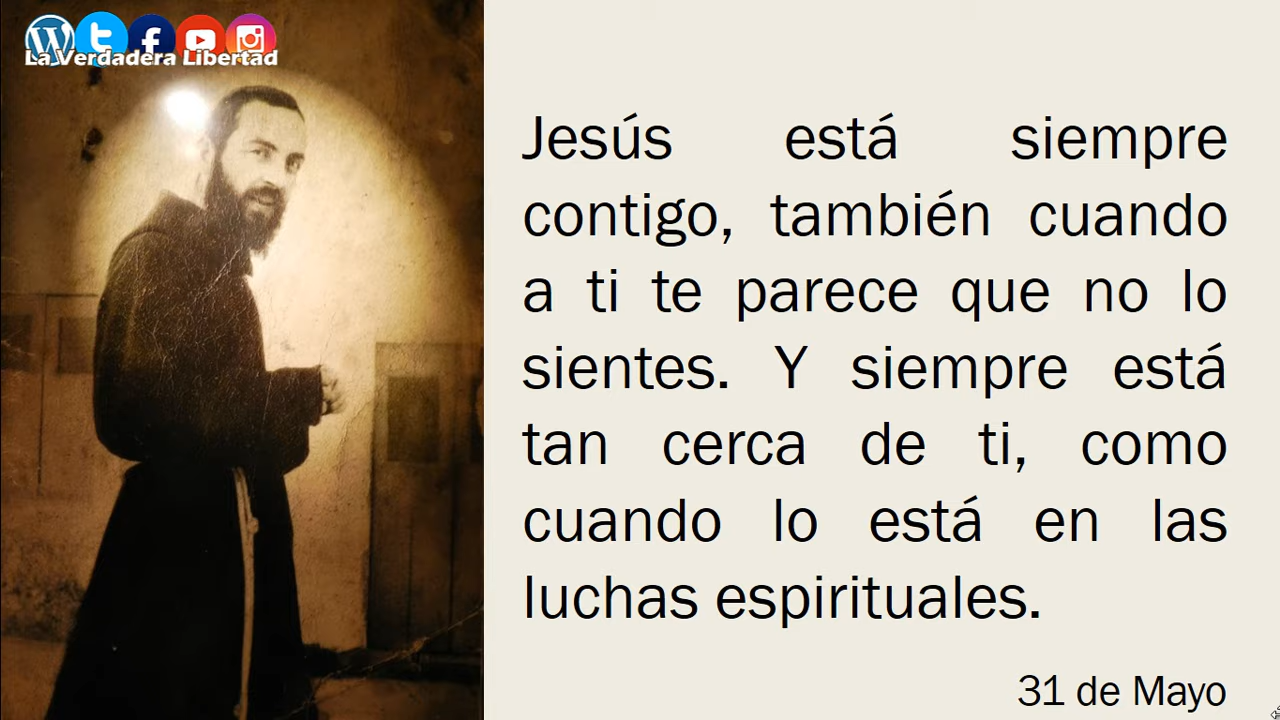 La Verdadera Libertad
Jesús está siempre
contigo, también cuando
a ti te parece que no lo
sientes. Y siempre está
tan cerca de ti, como
cuando lo está en las
luchas espirituales.
31 de Mayo